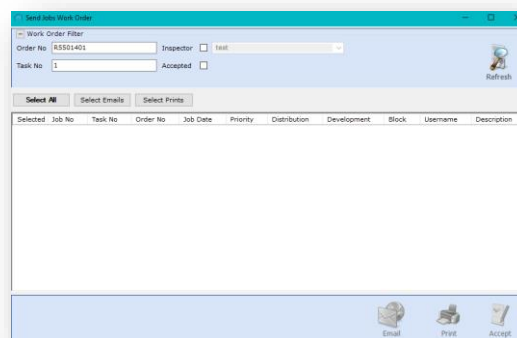 Send Jobs Work Order
Work Order Filter
Order No R5501401 Inspector text
Task No 1 Accepted
Refresh
Select All Select Emails Select Prints
Selected Job No Task No Order No Job Date Priority Distribution Development Block Username Description
Email Print Accept